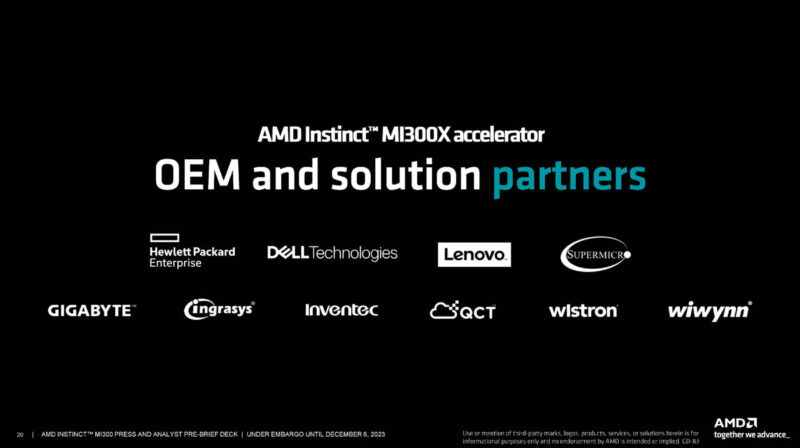 AMD Instinct™ MI300X accelerator
OEM and solution partners
Hewlett Packard
Enterprise
DELLTechnologies
Lenovo
SUPERMICR
GIGABYTE™
ingrasys®
Inventec
QCT
wistron
wiwynn®
AMD
together we advance_
20 | AMD INSTINCT™ MI300 PRESS AND ANALYST PRE-BRIEF DECK | UNDER EMBARGO UNTIL DECEMBER 6, 2023
Use or mention of third-party marks, logos, products, services, or solutions herein is for
informational purposes only and no endorsement by AMD is intended or implied. GD-83